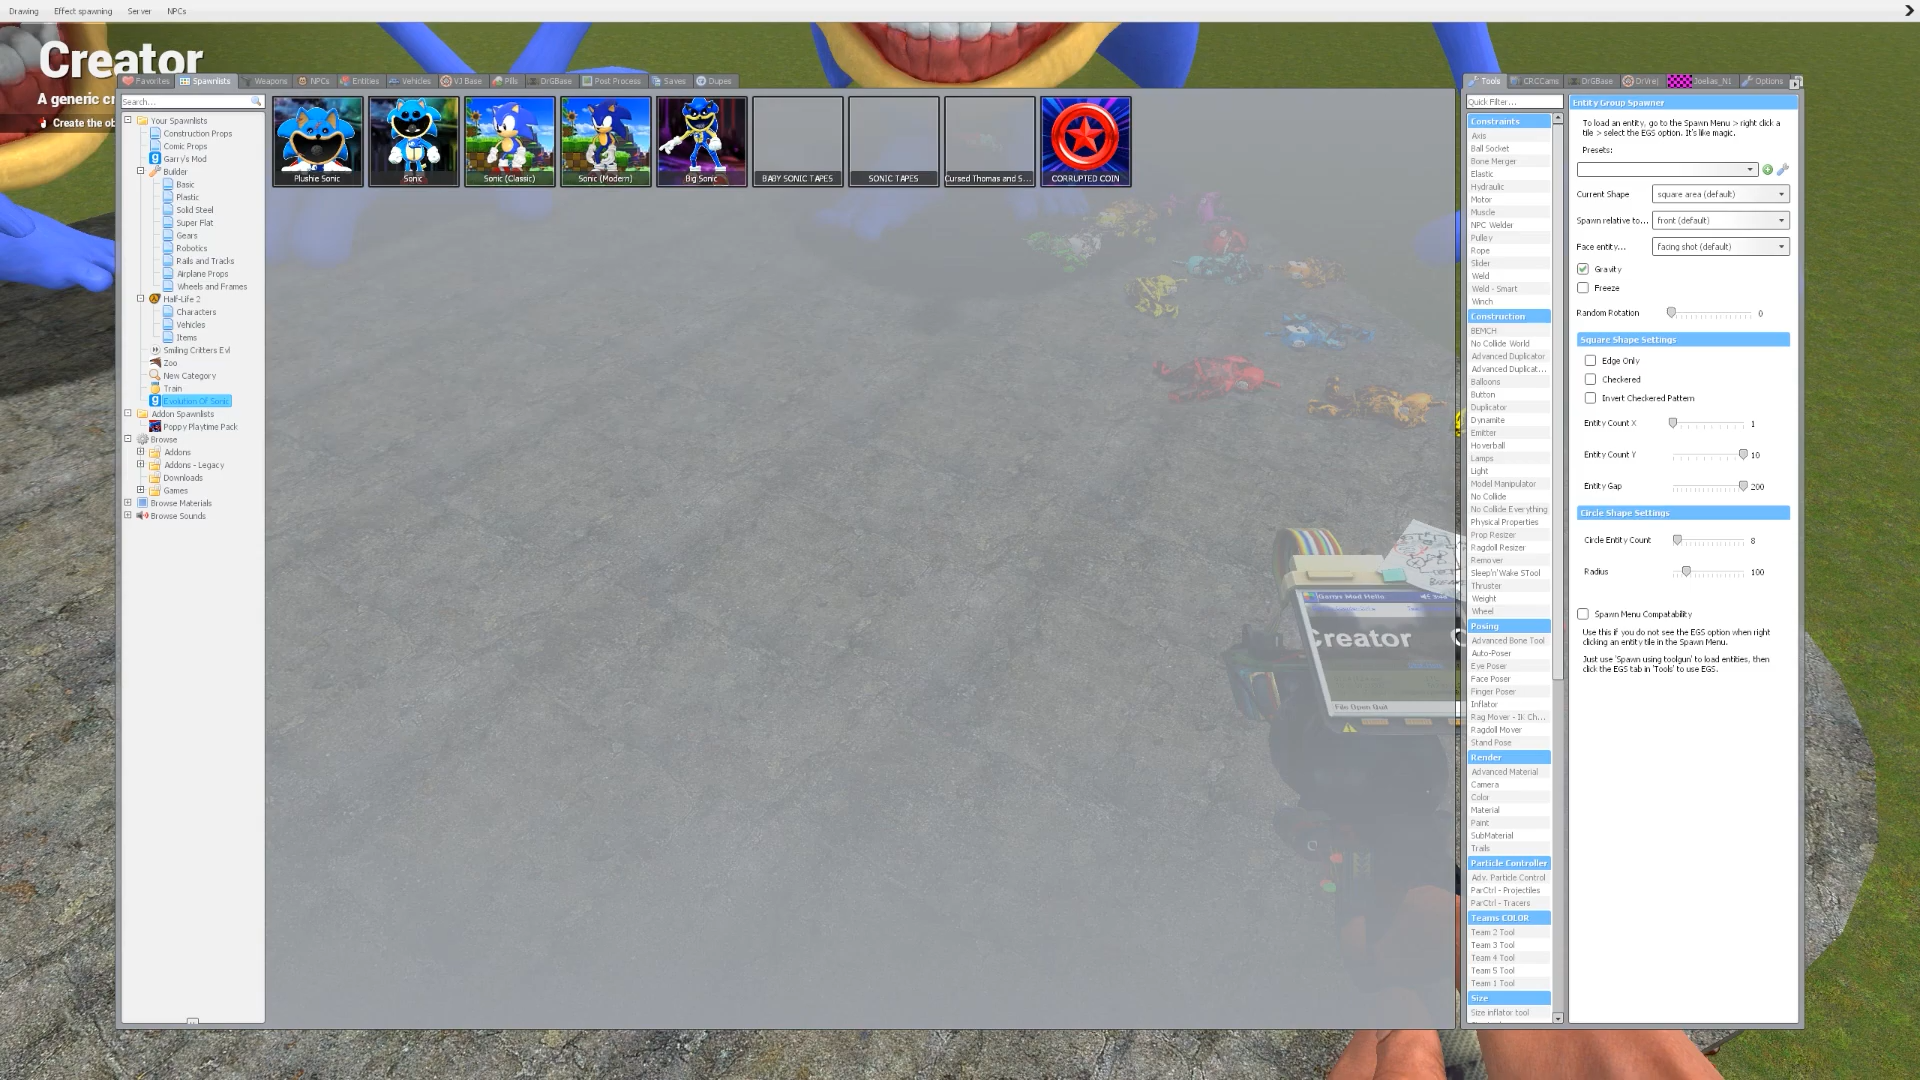 Drawing Effect spawning Server NPCs
Creator
A generic cr
Create the ob
Favorites Spawnlists Weapons NPCs Entities Vehicles VJ Base Pills DrGBase Post Process Saves Dupes
Search...
Your Spawnlists
Construction Props
Comic Props
Garry's Mod
Builder
Basic
Plastic
Solid Steel
Super Flat
Gears
Robotics
Rails and Tracks
Airplane Props
Wheels and Frames
Half-Life 2
Characters
Vehicles
Items
Smiling Critters Evl
Zoo
New Category
Train
Evolution Of Sonic
Addon Spawnlists
Poppy Playtime Pack
Browse
Addons
Addons - Legacy
Downloads
Games
Browse Materials
Browse Sounds
Plushie Sonic
Sonic
Sonic (Classic)
Sonic (Modern)
Big Sonic
BABY SONIC TAPES
SONIC TAPES
Cursed Thomas and S...
CORRUPTED COIN
Garrys Mod Hello
Creator
File Open Quit
Tools CRCCams DrGBase DrVrej Joelias_N1 Options
Quick Filter...
Constraints
Axis
Ball Socket
Bone Merger
Elastic
Hydraulic
Motor
Muscle
NPC Welder
Pulley
Rope
Slider
Weld
Weld - Smart
Winch
Construction
BEMCH
No Collide World
Advanced Duplicator
Advanced Duplicat...
Balloons
Button
Duplicator
Dynamite
Emitter
Hoverball
Lamps
Light
Model Manipulator
No Collide
No Collide Everything
Physical Properties
Prop Resizer
Ragdoll Resizer
Remover
Sleep'n'Wake STool
Thruster
Weight
Wheel
Posing
Advanced Bone Tool
Auto-Poser
Eye Poser
Face Poser
Finger Poser
Inflator
Rag Mover - IK Ch...
Ragdoll Mover
Stand Pose
Render
Advanced Material
Camera
Color
Material
Paint
SubMaterial
Trails
Particle Controller
Adv. Particle Control
ParCtrl - Projectiles
ParCtrl - Tracers
Teams COLOR
Team 2 Tool
Team 3 Tool
Team 4 Tool
Team 5 Tool
Team 1 Tool
Size
Size inflator tool
Entity Group Spawner
To load an entity, go to the Spawn Menu > right click a
tile > select the EGS option. It's like magic.
Presets:
Current Shape square area (default)
Spawn relative to... front (default)
Face entity... facing shot (default)
Gravity
Freeze
Random Rotation 0
Square Shape Settings
Edge Only
Checkered
Invert Checkered Pattern
Entity Count X 1
Entity Count Y 10
Entity Gap 200
Circle Shape Settings
Circle Entity Count 8
Radius 100
Spawn Menu Compatability
Use this if you do not see the EGS option when right
clicking an entity tile in the Spawn Menu.
Just use 'Spawn using toolgun' to load entities, then
click the EGS tab in 'Tools' to use EGS.